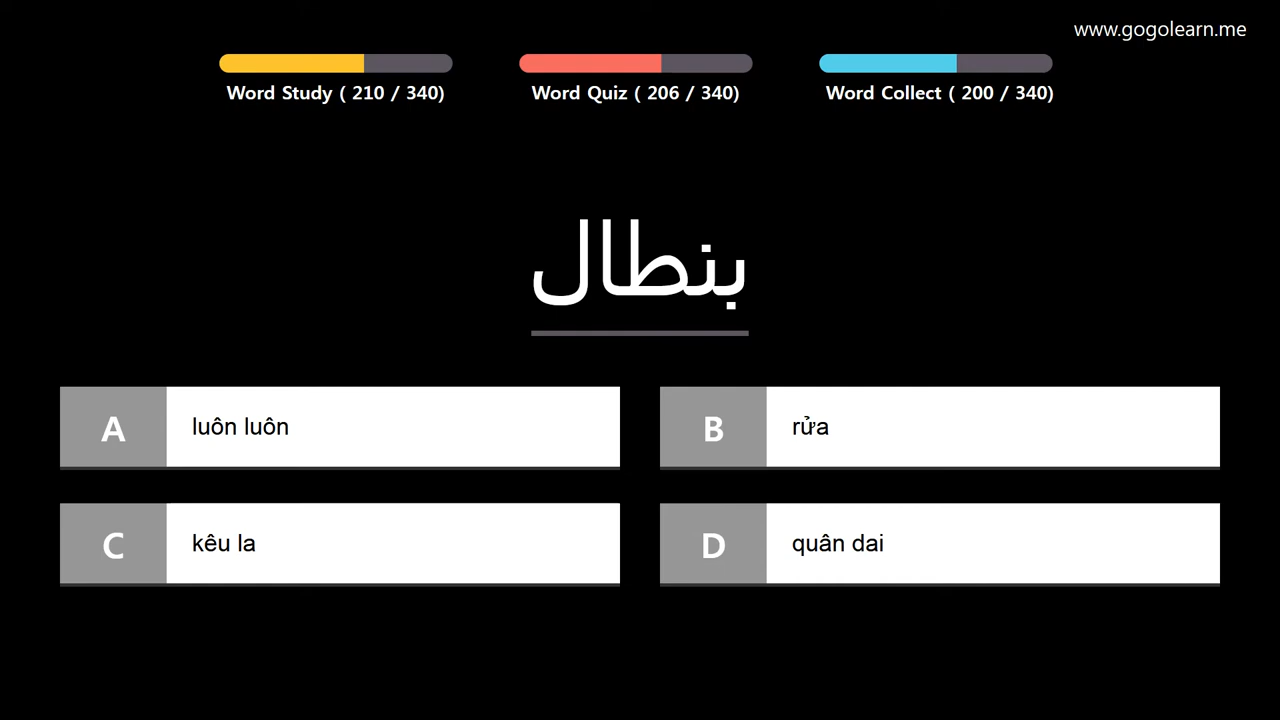 www.gogolearn.me
Word Study ( 210 / 340)
Word Quiz ( 206 / 340)
Word Collect ( 200 / 340)
بنطال
A luôn luôn
B rửa
C kêu la
D quân dai